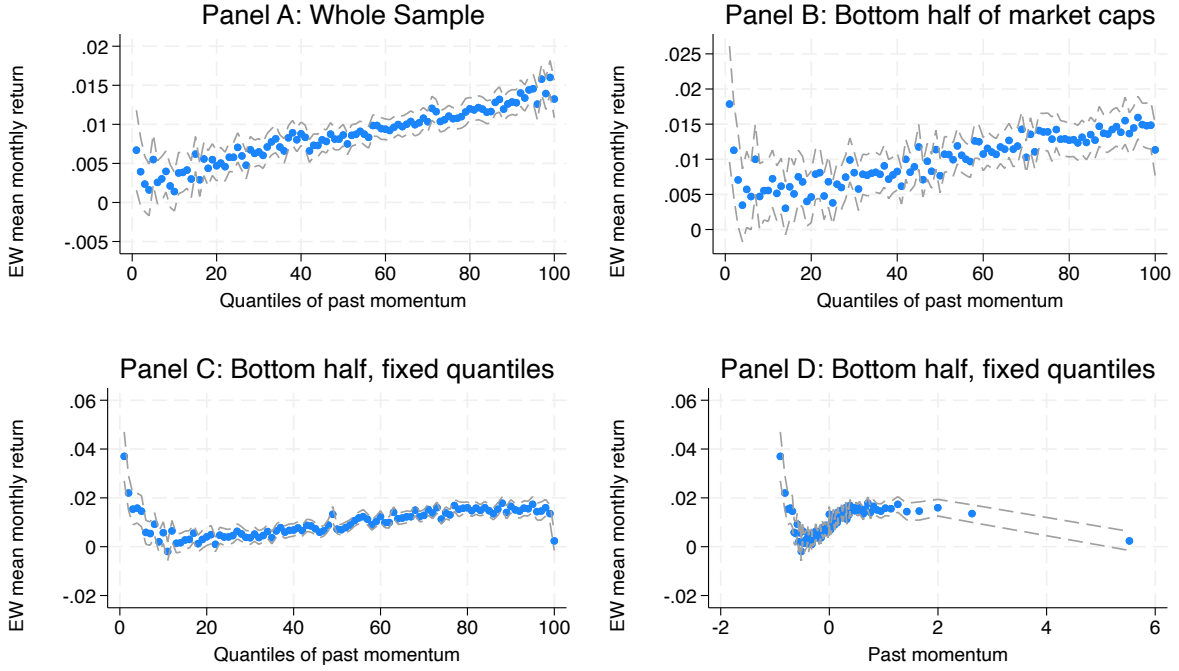 Panel A: Whole Sample
EW mean monthly return
.02
.015
.01
.005
0
-.005
0 20 40 60 80 100
Quantiles of past momentum
Panel B: Bottom half of market caps
EW mean monthly return
.025
.02
.015
.01
.005
0
0 20 40 60 80 100
Quantiles of past momentum
Panel C: Bottom half, fixed quantiles
EW mean monthly return
.06
.04
.02
0
-.02
0 20 40 60 80 100
Quantiles of past momentum
Panel D: Bottom half, fixed quantiles
EW mean monthly return
.06
.04
.02
0
-.02
-2 0 2 4 6
Past momentum